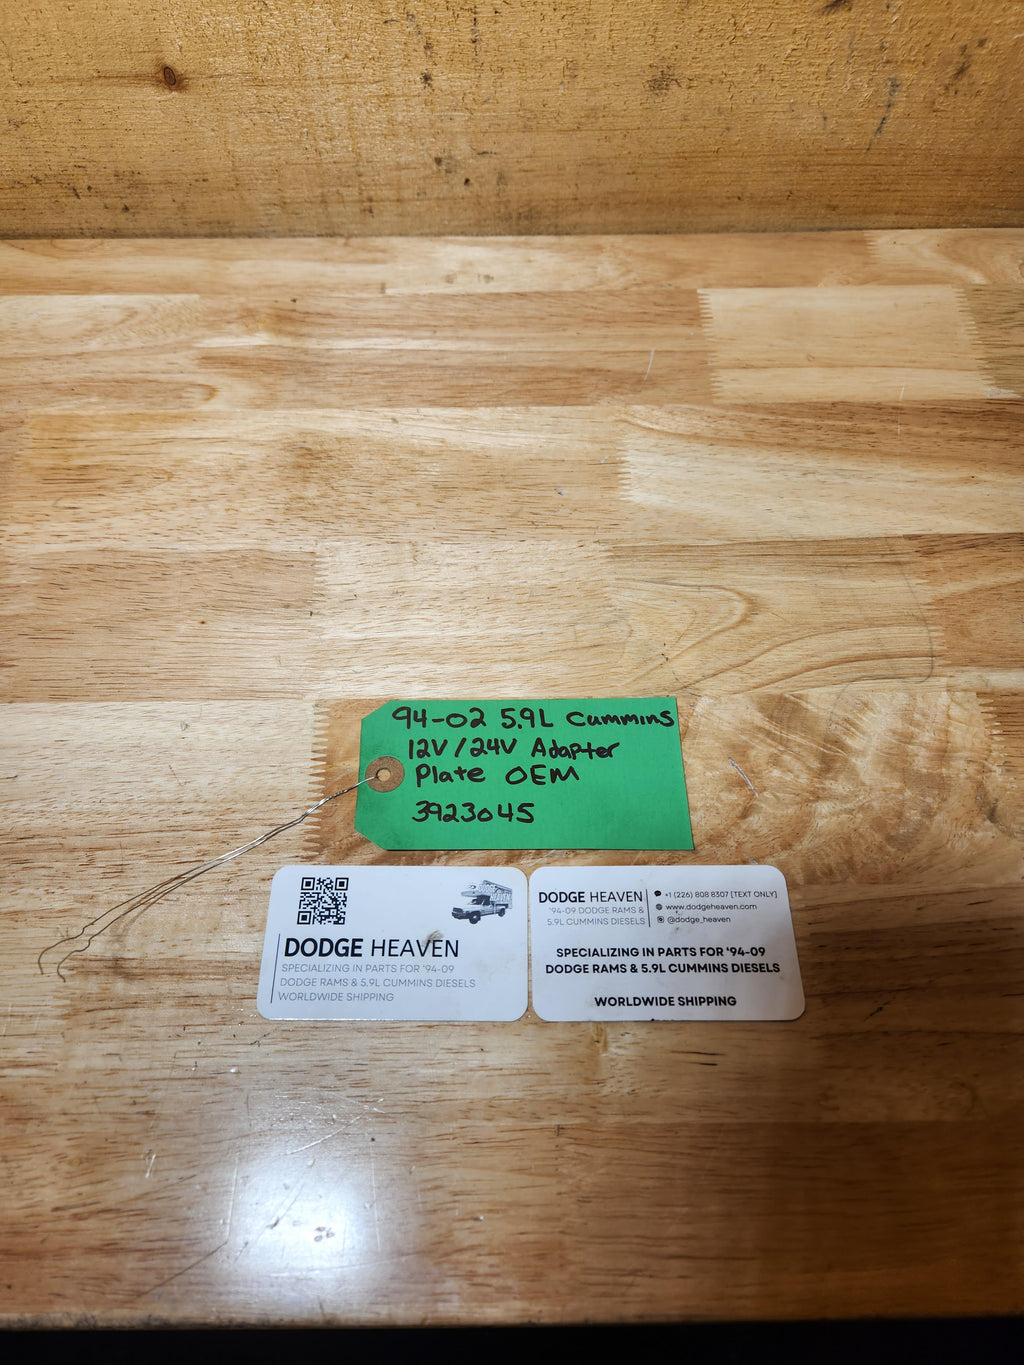 94-02 5.9L Cummins
12V/24V Adapter
Plate OEM
3923045
DODGE HEAVEN
SPECIALIZING IN PARTS FOR '94-09
DODGE RAMS & 5.9L CUMMINS DIESELS
WORLDWIDE SHIPPING
DODGE HEAVEN
'94-09 DODGE RAMS &
5.9L CUMMINS DIESELS
+1 (226) 808 8307 [TEXT ONLY]
www.dodgeheaven.com
@dodge_heaven
SPECIALIZING IN PARTS FOR '94-09
DODGE RAMS & 5.9L CUMMINS DIESELS
WORLDWIDE SHIPPING